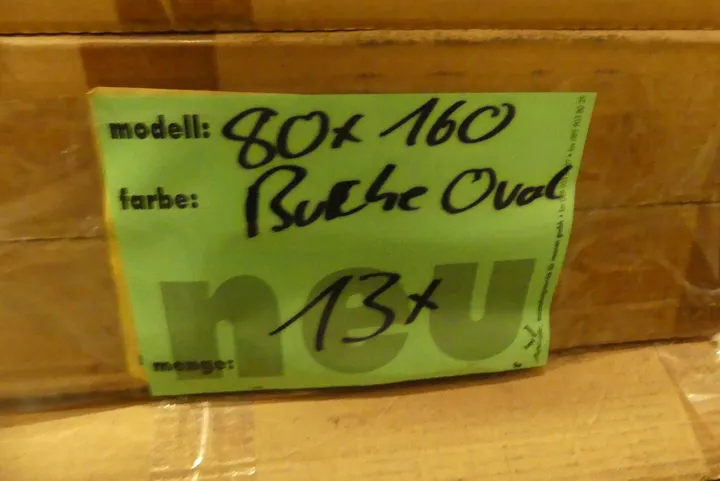 modell: 80x160
farbe: Buche Oval
neu
13x
menge: